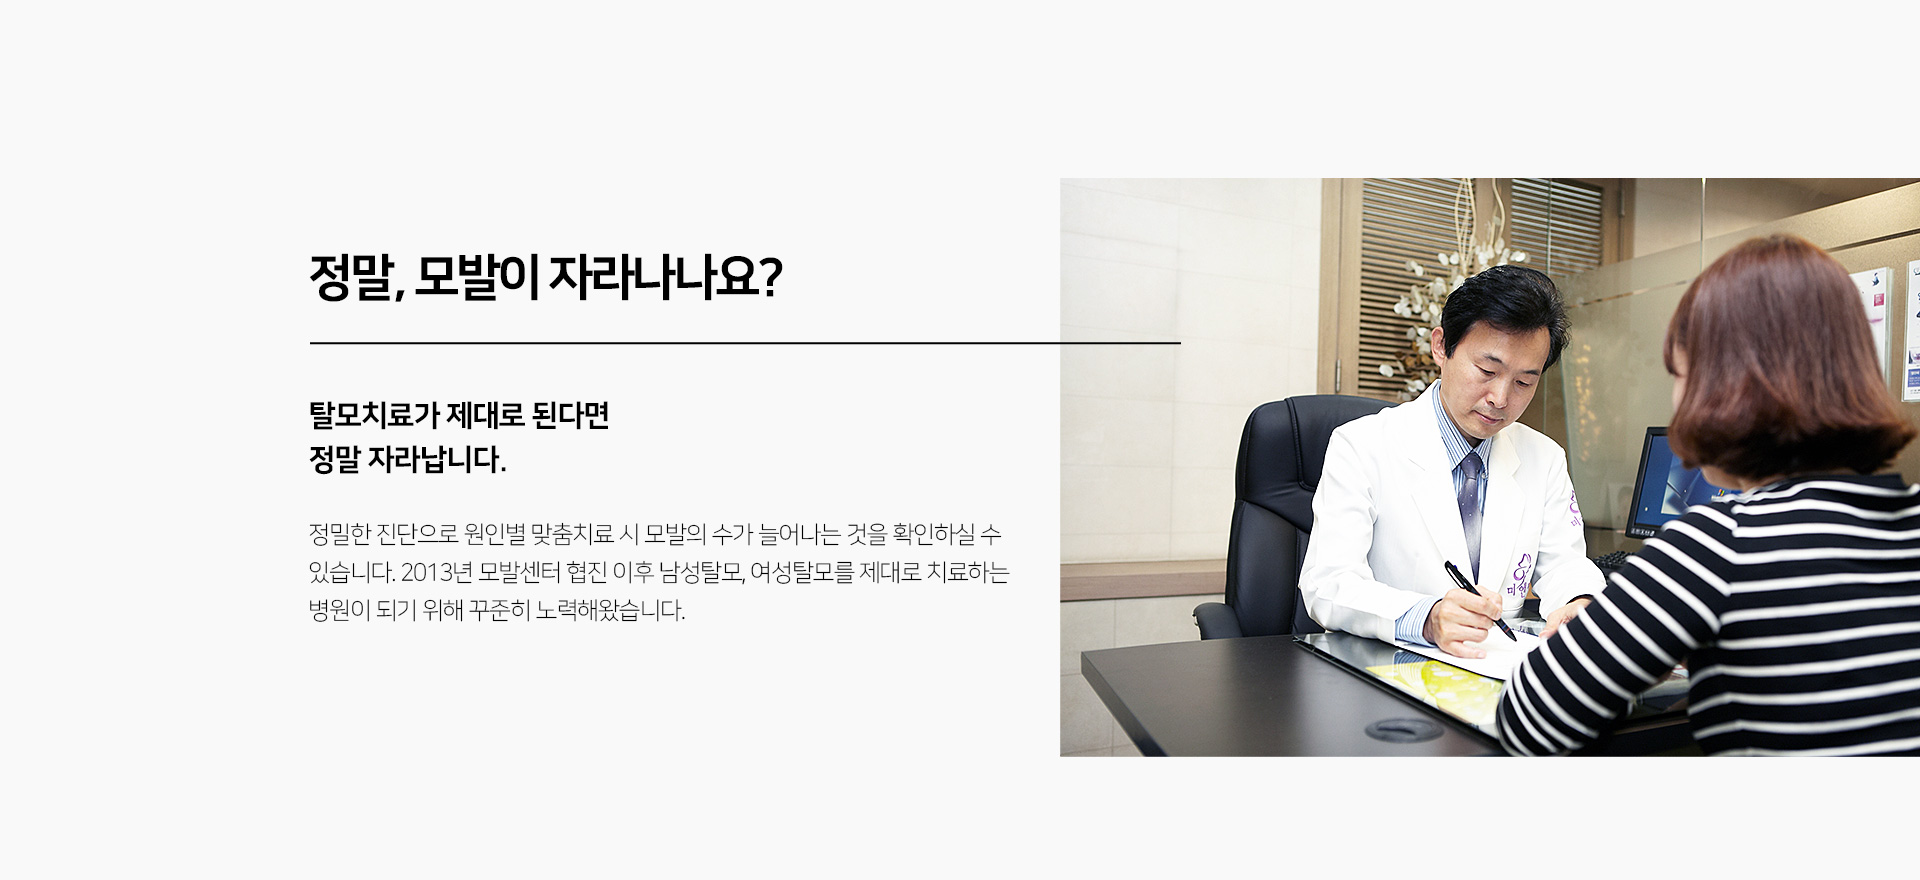 정말, 모발이 자라나나요?
탈모치료가 제대로 된다면
정말 자라납니다.
정밀한 진단으로 원인별 맞춤치료 시 모발의 수가 늘어나는 것을 확인하실 수
있습니다. 2013년 모발센터 협진 이후 남성탈모, 여성탈모를 제대로 치료하는
병원이 되기 위해 꾸준히 노력해왔습니다.